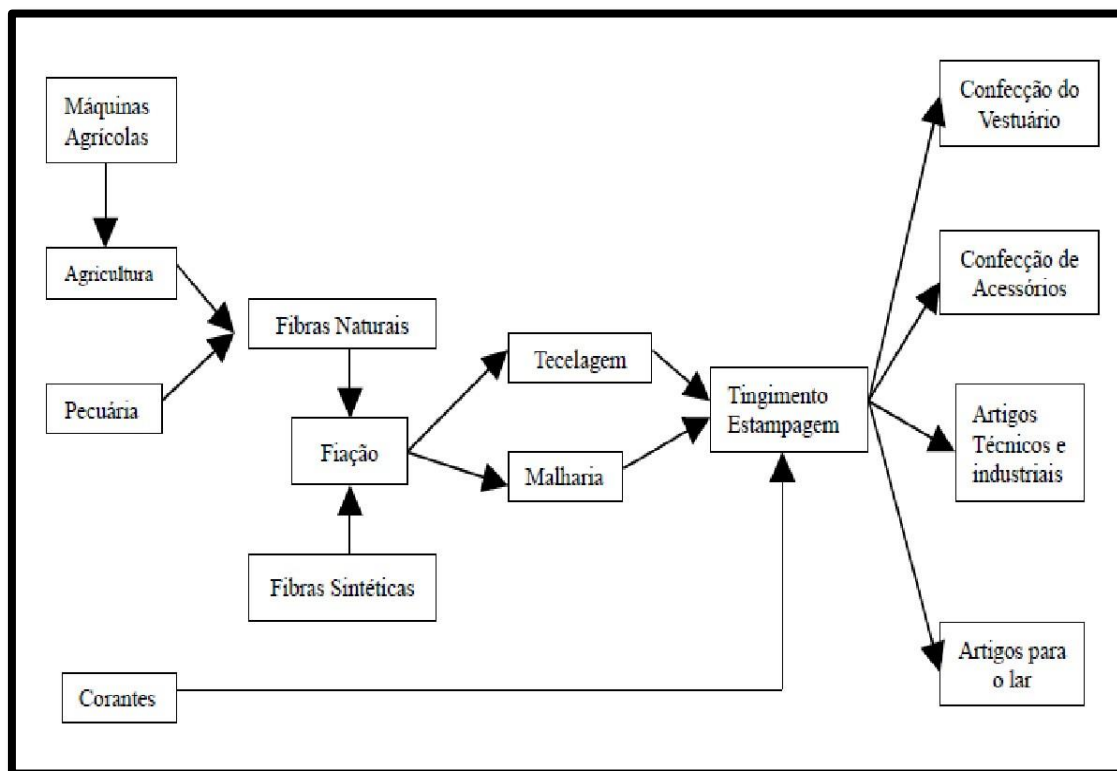 Máquinas
Agrícolas
Agricultura
Pecuária
Fibras Naturais
Fiação
Fibras Sintéticas
Corantes
Tecelagem
Malharia
Tingimento
Estampagem
Confecção do
Vestuário
Confecção de
Acessórios
Artigos
Técnicos e
industriais
Artigos para
o lar